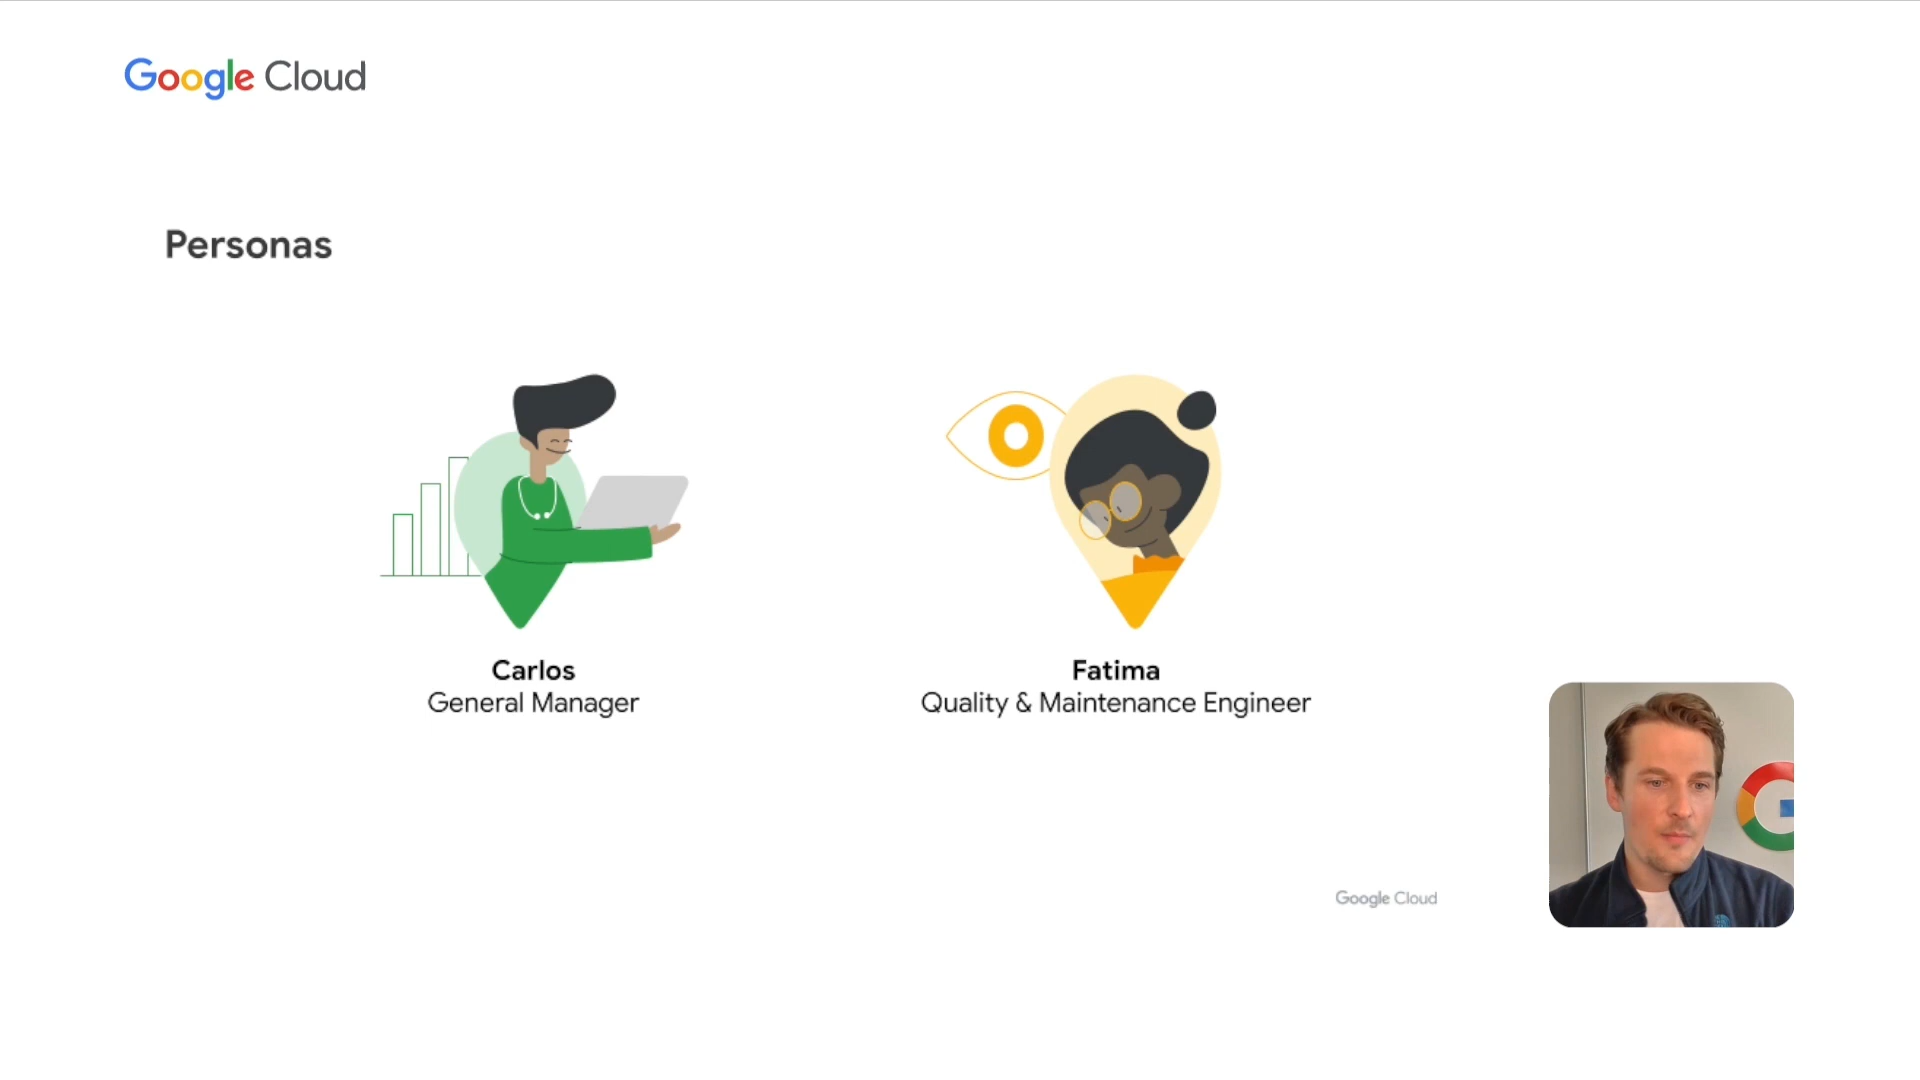 Google Cloud
Personas
Carlos
General Manager
Fatima
Quality & Maintenance Engineer
Google Cloud